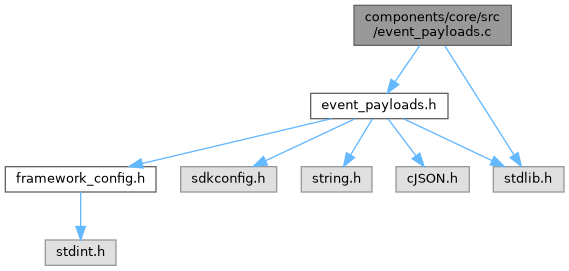 components/core/src
/event_payloads.c
event_payloads.h
framework_config.h
sdkconfig.h
string.h
cJSON.h
stdlib.h
stdint.h